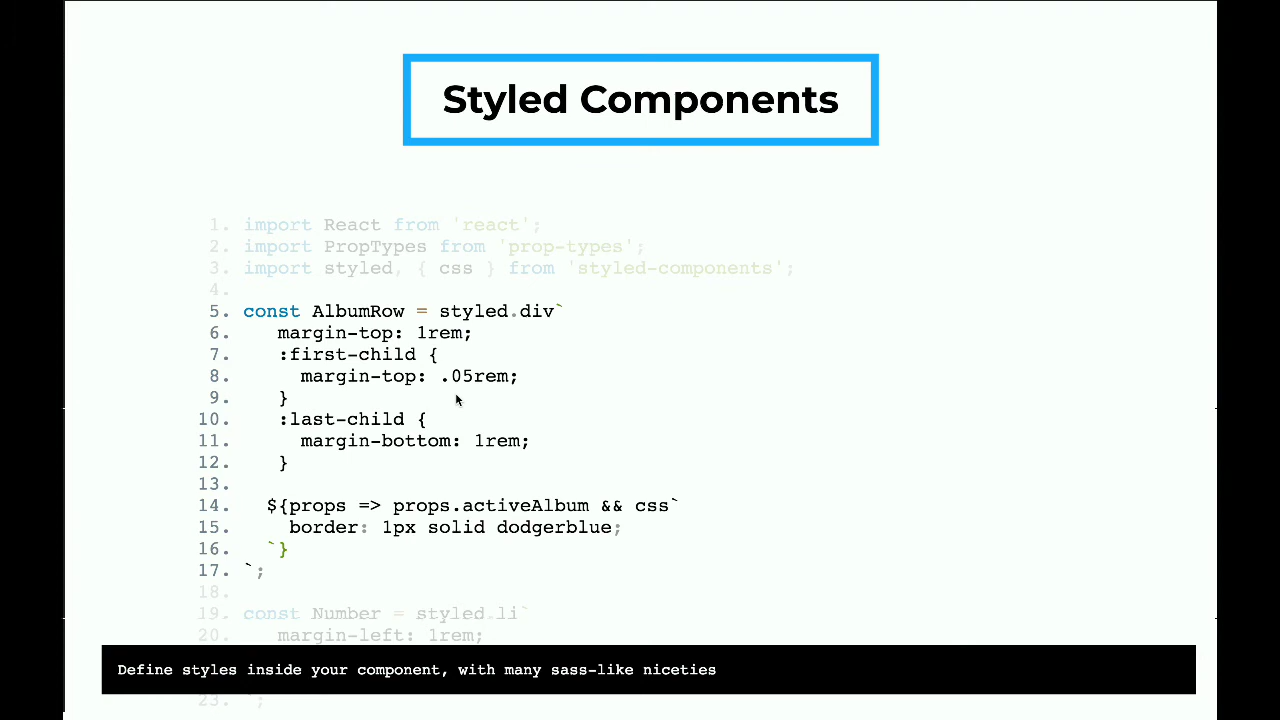 Styled Components
1. import React from 'react';
2. import PropTypes from 'prop-types';
3. import styled, { css } from 'styled-components';
4.
5. const AlbumRow = styled.div`
6. margin-top: 1rem;
7. :first-child {
8. margin-top: .05rem;
9. }
10. :last-child {
11. margin-bottom: 1rem;
12. }
13.
14. ${props => props.activeAlbum && css`
15. border: 1px solid dodgerblue;
16. `}
17. `;
18.
19. const Number = styled.li`
20. margin-left: 1rem;
Define styles inside your component, with many sass-like niceties
23. `;